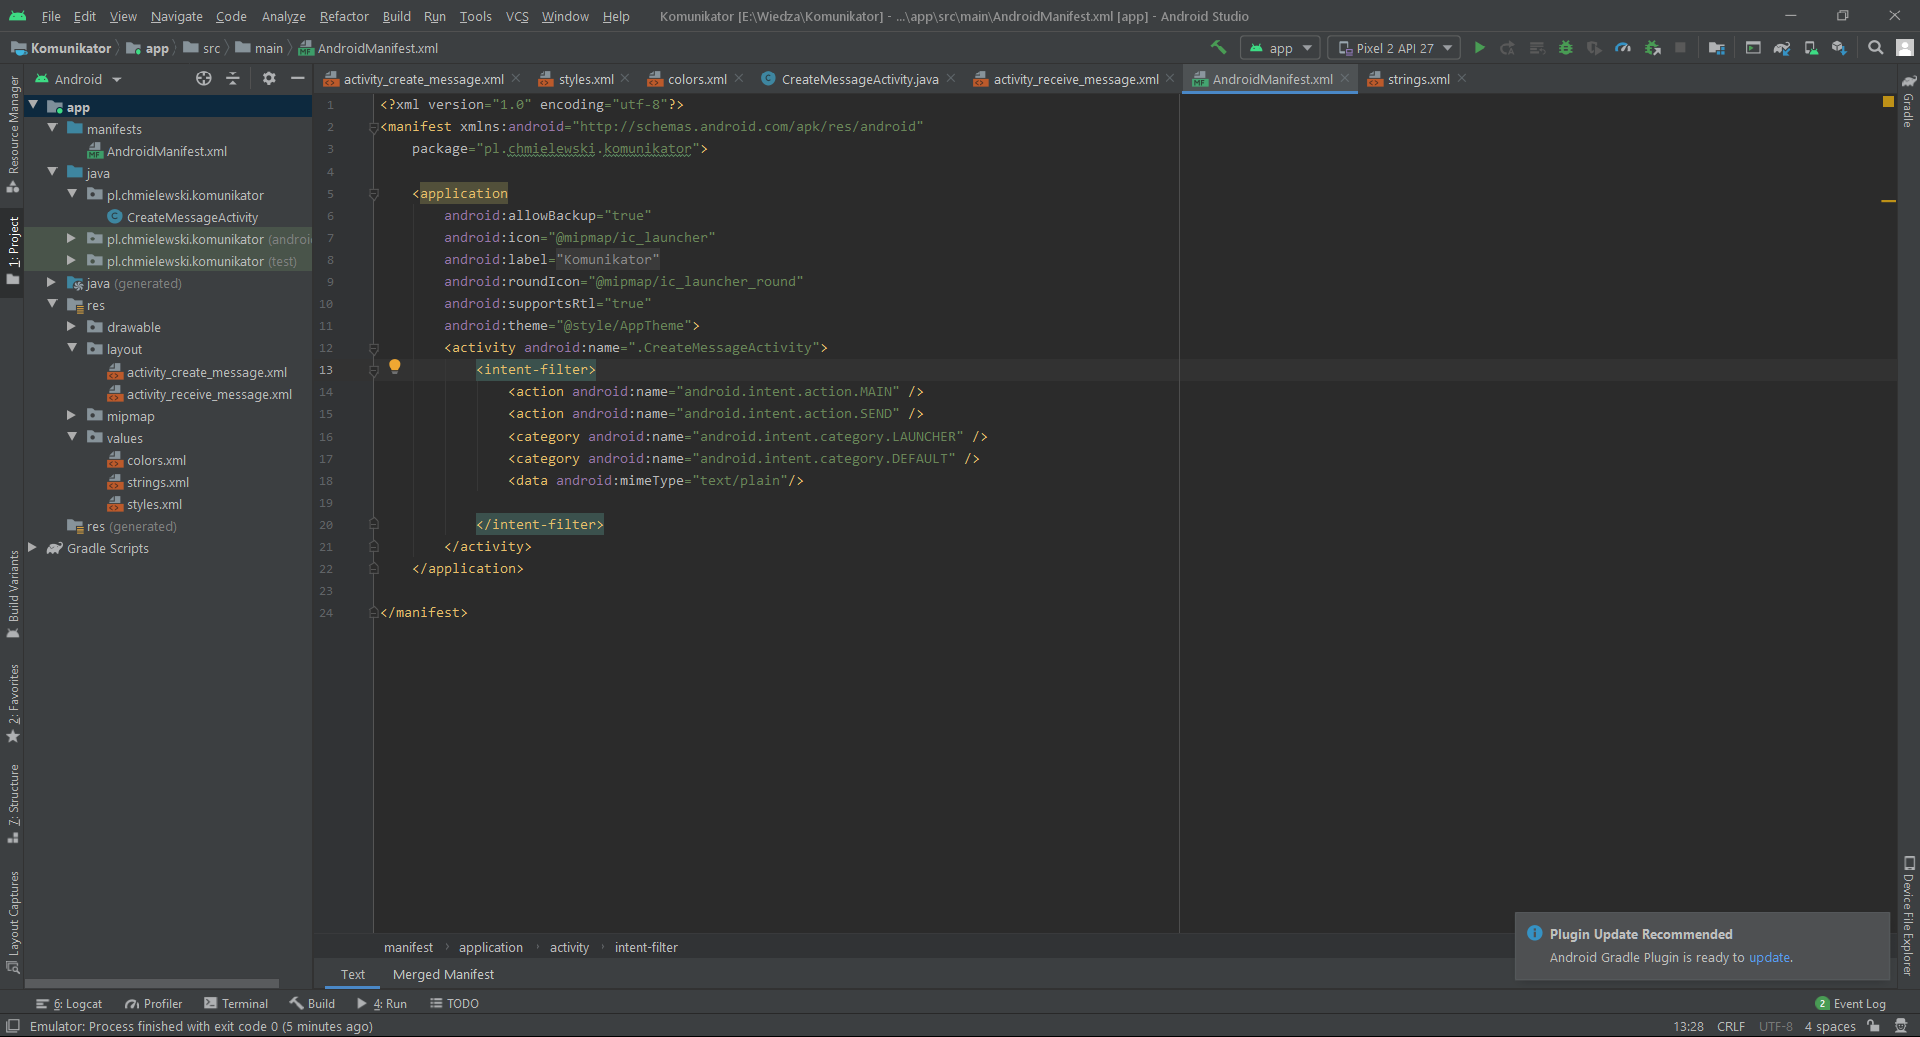 File Edit View Navigate Code Analyze Refactor Build Run Tools VCS Window Help Komunikator [E:\Wiedza\Komunikator] - ...\app\src\main\AndroidManifest.xml [app] - Android Studio
Komunikator app src main AndroidManifest.xml app Pixel 2 API 27
Android activity_create_message.xml styles.xml colors.xml CreateMessageActivity.java activity_receive_message.xml AndroidManifest.xml strings.xml
Resource Manager
1: Project
Build Variants
2: Favorites
7: Structure
Layout Captures
app
manifests
AndroidManifest.xml
java
pl.chmielewski.komunikator
CreateMessageActivity
pl.chmielewski.komunikator (androi
pl.chmielewski.komunikator (test)
java (generated)
res
drawable
layout
activity_create_message.xml
activity_receive_message.xml
mipmap
values
colors.xml
strings.xml
styles.xml
res (generated)
Gradle Scripts
1 <?xml version="1.0" encoding="utf-8"?>
2 <manifest xmlns:android="http://schemas.android.com/apk/res/android"
3 package="pl.chmielewski.komunikator">
4
5 <application
6 android:allowBackup="true"
7 android:icon="@mipmap/ic_launcher"
8 android:label="Komunikator"
9 android:roundIcon="@mipmap/ic_launcher_round"
10 android:supportsRtl="true"
11 android:theme="@style/AppTheme">
12 <activity android:name=".CreateMessageActivity">
13 <intent-filter>
14 <action android:name="android.intent.action.MAIN" />
15 <action android:name="android.intent.action.SEND" />
16 <category android:name="android.intent.category.LAUNCHER" />
17 <category android:name="android.intent.category.DEFAULT" />
18 <data android:mimeType="text/plain"/>
19
20 </intent-filter>
21 </activity>
22 </application>
23
24 </manifest>
Gradle
Device File Explorer
manifest application activity intent-filter
Text Merged Manifest
Plugin Update Recommended
Android Gradle Plugin is ready to update.
6: Logcat Profiler Terminal Build 4: Run TODO 2 Event Log
Emulator: Process finished with exit code 0 (5 minutes ago) 13:28 CRLF UTF-8 4 spaces